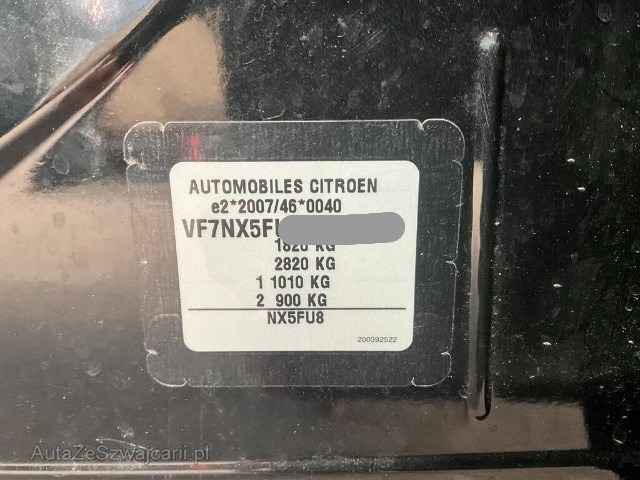 AUTOMOBILES CITROEN
e2*2007/46*0040
VF7NX5FU
1820 KG
2820 KG
1 1010 KG
2 900 KG
NX5FU8
200392522
AutaZeSzwajcarii.pl